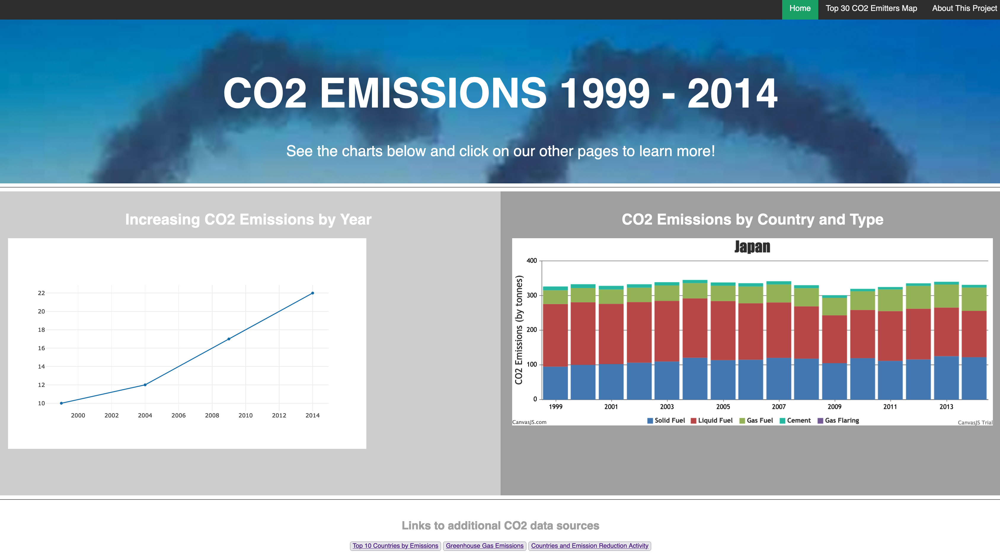 Home Top 30 CO2 Emitters Map About This Project
CO2 EMISSIONS 1999 - 2014
See the charts below and click on our other pages to learn more!
Increasing CO2 Emissions by Year
22
20
18
16
14
12
10
2000 2002 2004 2006 2008 2010 2012 2014
CO2 Emissions by Country and Type
Japan
CO2 Emissions (by tonnes)
400
300
200
100
0
1999 2001 2003 2005 2007 2009 2011 2013
Solid Fuel Liquid Fuel Gas Fuel Cement Gas Flaring
CanvasJS.com
CanvasJS Trial
Links to additional CO2 data sources
Top 10 Countries by Emissions Greenhouse Gas Emissions Countries and Emission Reduction Activity